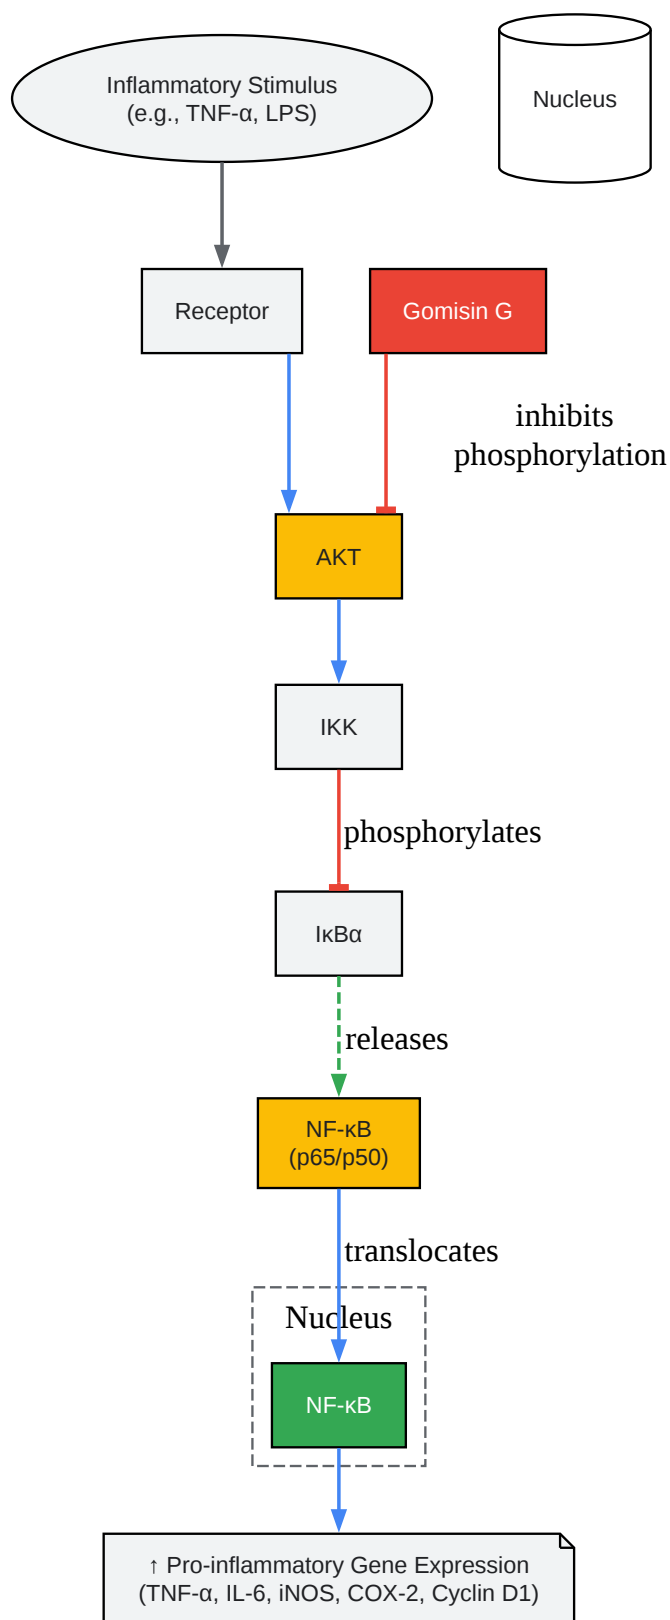 Inflammatory Stimulus
(e.g., TNF-α, LPS)
Nucleus
Receptor
Gomisin G
inhibits
phosphorylation
AKT
IKK
phosphorylates
IκBα
releases
NF-κB
(p65/p50)
translocates
Nucleus
NF-κB
↑ Pro-inflammatory Gene Expression
(TNF-α, IL-6, iNOS, COX-2, Cyclin D1)